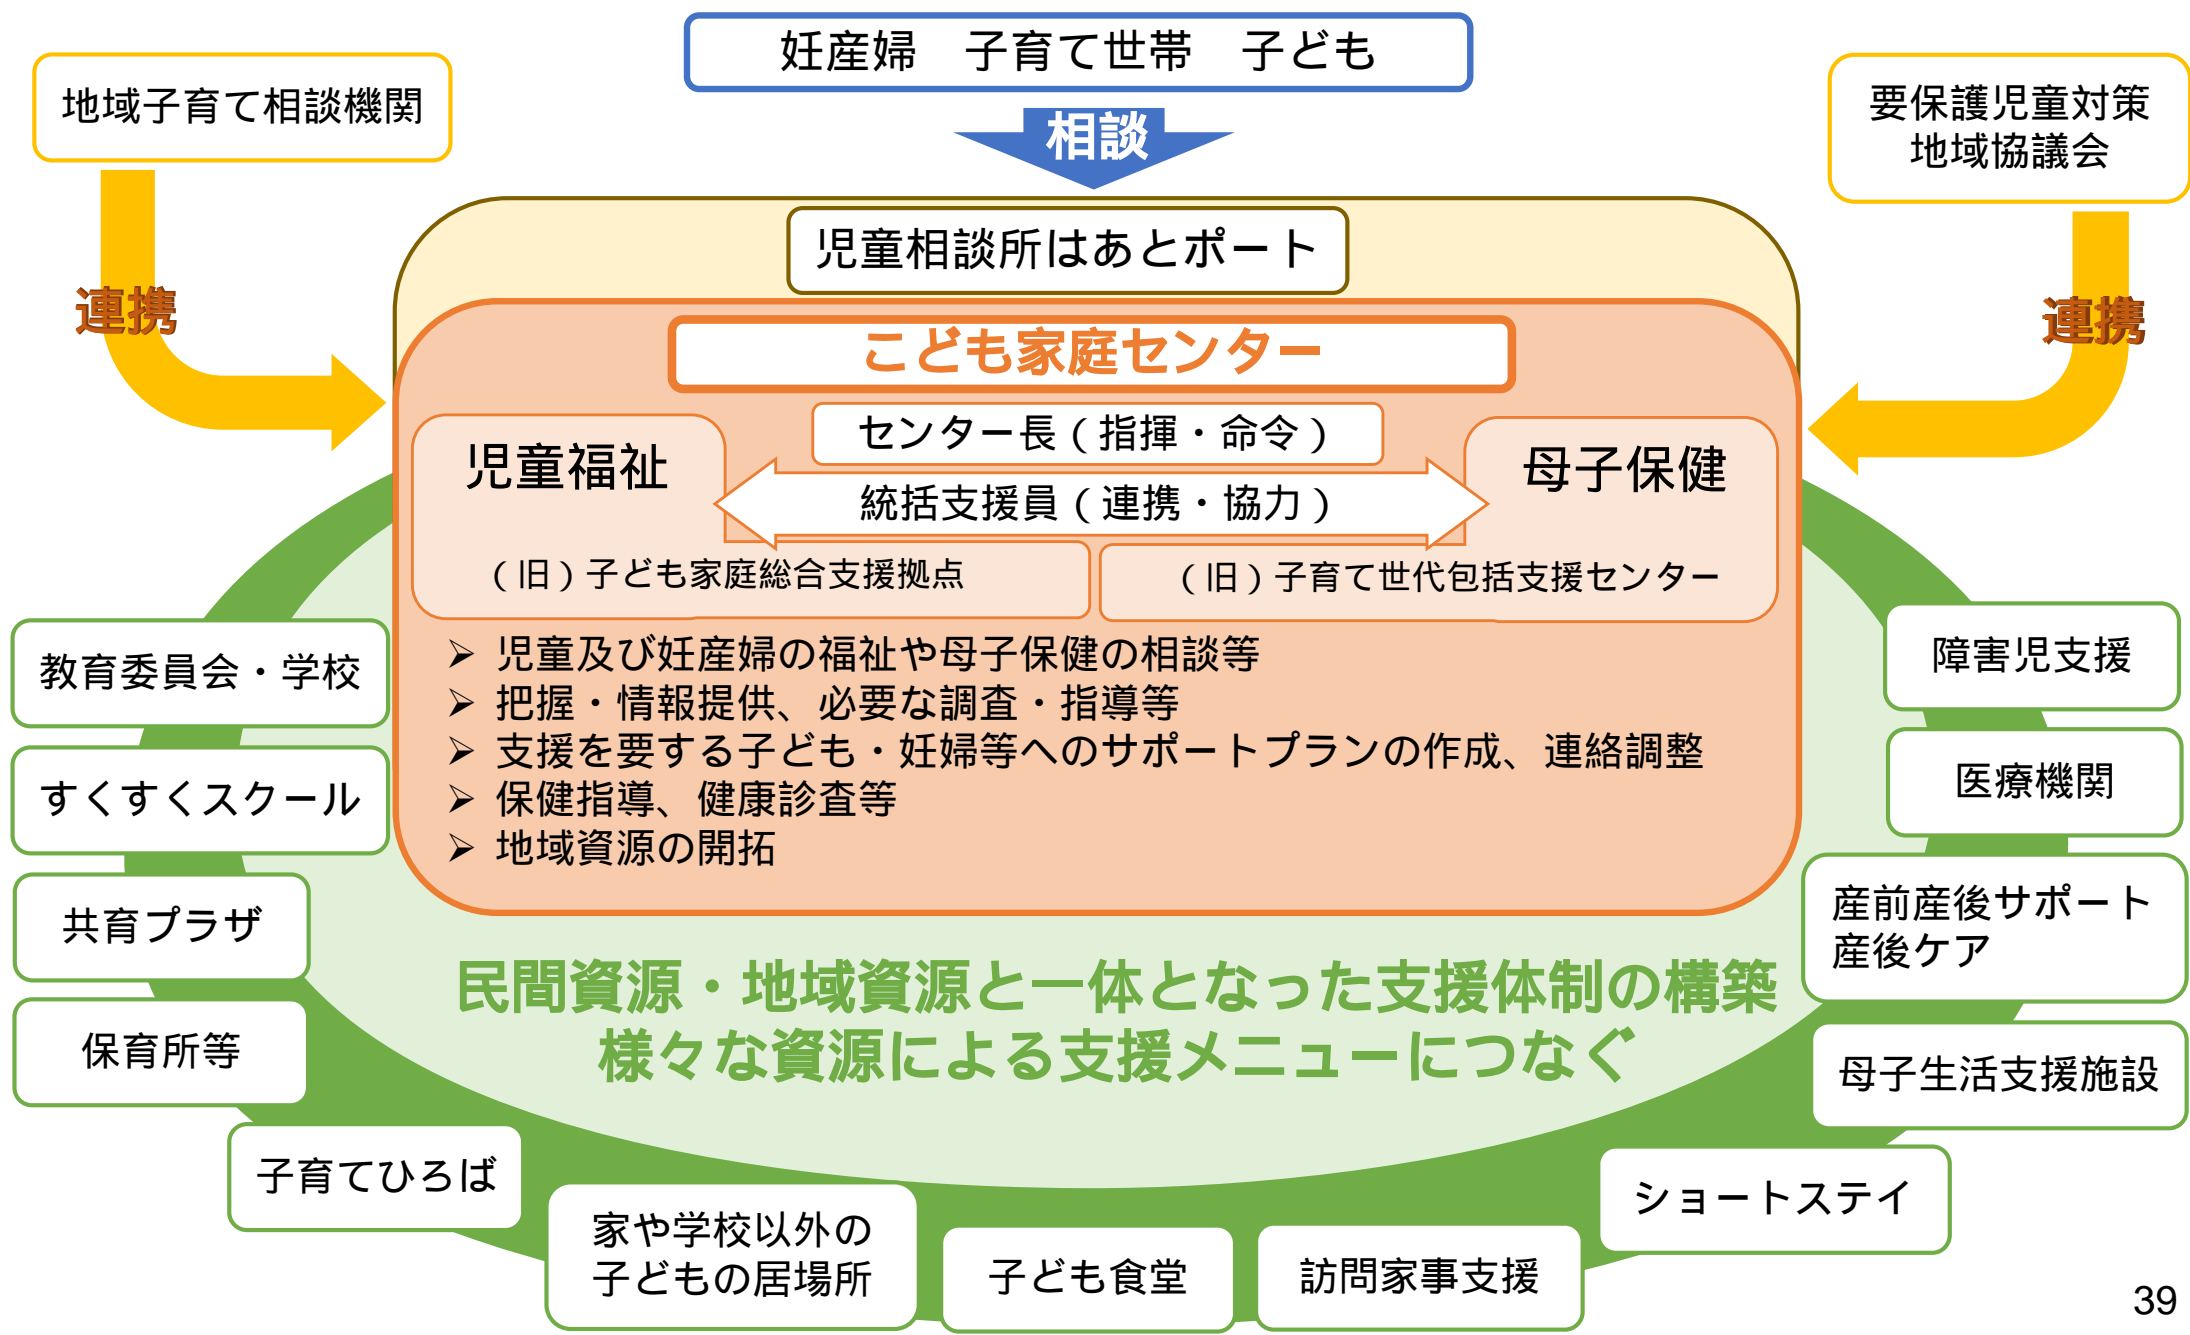 妊産婦　子育て世帯　子ども
地域子育て相談機関
要保護児童対策
地域協議会
相談
児童相談所はあとポート
連携
連携
こども家庭センター
センター長（指揮・命令）
児童福祉
母子保健
統括支援員（連携・協力）
（旧）子ども家庭総合支援拠点
（旧）子育て世代包括支援センター
➢ 児童及び妊産婦の福祉や母子保健の相談等
➢ 把握・情報提供、必要な調査・指導等
➢ 支援を要する子ども・妊婦等へのサポートプランの作成、連絡調整
➢ 保健指導、健康診査等
➢ 地域資源の開拓
教育委員会・学校
すくすくスクール
共育プラザ
保育所等
障害児支援
医療機関
産前産後サポート
産後ケア
母子生活支援施設
民間資源・地域資源と一体となった支援体制の構築
様々な資源による支援メニューにつなぐ
子育てひろば
家や学校以外の
子どもの居場所
子ども食堂
訪問家事支援
ショートステイ
39